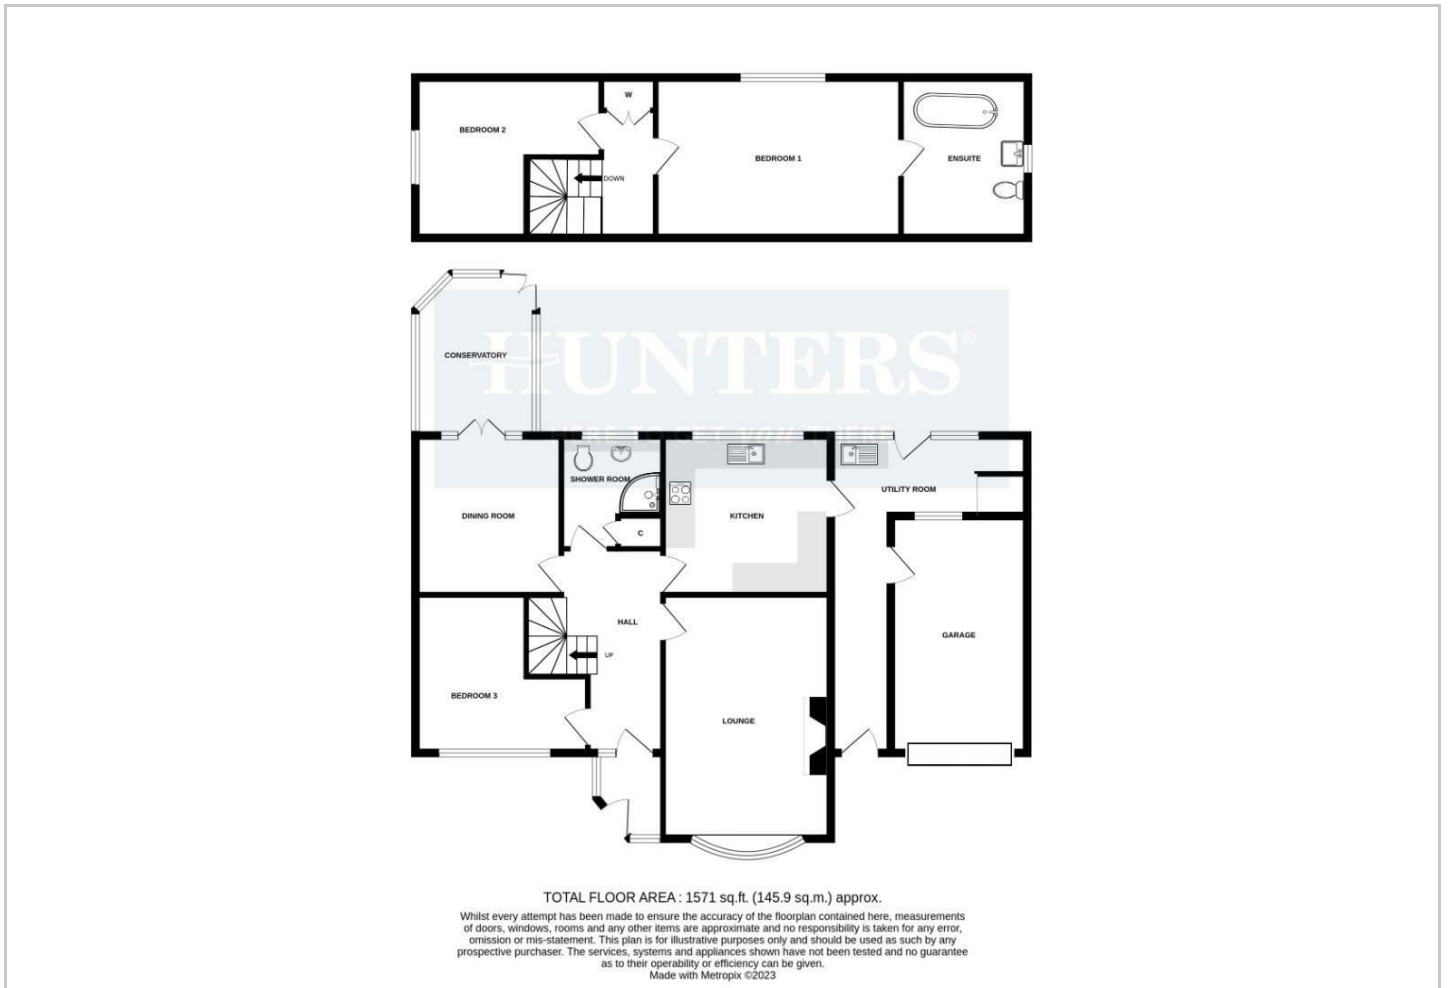 BEDROOM 2
W
BEDROOM 1
ENSUITE
DOWN
CONSERVATORY
HUNTERS®
HERE TO GET YOU THERE
SHOWER ROOM
UTILITY ROOM
DINING ROOM
KITCHEN
C
HALL
GARAGE
UP
BEDROOM 3
LOUNGE
TOTAL FLOOR AREA : 1571 sq.ft. (145.9 sq.m.) approx.
Whilst every attempt has been made to ensure the accuracy of the floorplan contained here, measurements
of doors, windows, rooms and any other items are approximate and no responsibility is taken for any error,
omission or mis-statement. This plan is for illustrative purposes only and should be used as such by any
prospective purchaser. The services, systems and appliances shown have not been tested and no guarantee
as to their operability or efficiency can be given.
Made with Metropix ©2023